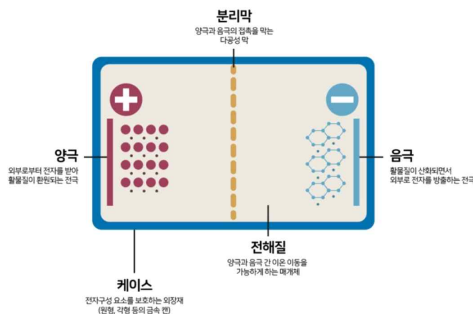 분리막
양극과 음극의 접촉을 막는
다공성 막
양극
외부로부터 전자를 받아
활물질이 환원되는 전극
음극
활물질이 산화되면서
외부로 전자를 방출하는 전극
전해질
양극과 음극 간 이온 이동을
가능하게 하는 매개체
케이스
전자구성 요소를 보호하는 외장재
(원형, 각형 등의 금속 캔)